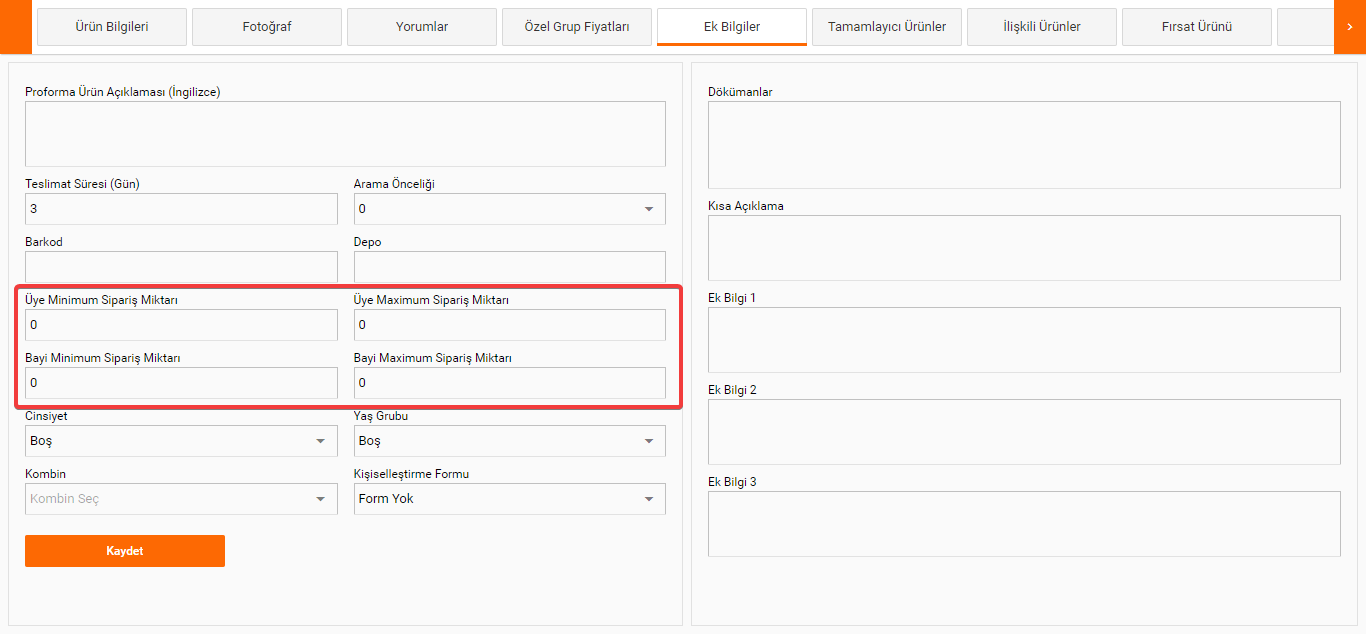 Ürün Bilgileri
Fotoğraf
Yorumlar
Özel Grup Fiyatları
Ek Bilgiler
Tamamlayıcı Ürünler
İlişkili Ürünler
Fırsat Ürünü
Proforma Ürün Açıklaması (İngilizce)
Teslimat Süresi (Gün)
Arama Önceliği
3
0
Barkod
Depo
Üye Minimum Sipariş Miktarı
Üye Maximum Sipariş Miktarı
0
0
Bayi Minimum Sipariş Miktarı
Bayi Maximum Sipariş Miktarı
0
0
Cinsiyet
Yaş Grubu
Boş
Boş
Kombin
Kişiselleştirme Formu
Kombin Seç
Form Yok
Kaydet
Dökümanlar
Kısa Açıklama
Ek Bilgi 1
Ek Bilgi 2
Ek Bilgi 3